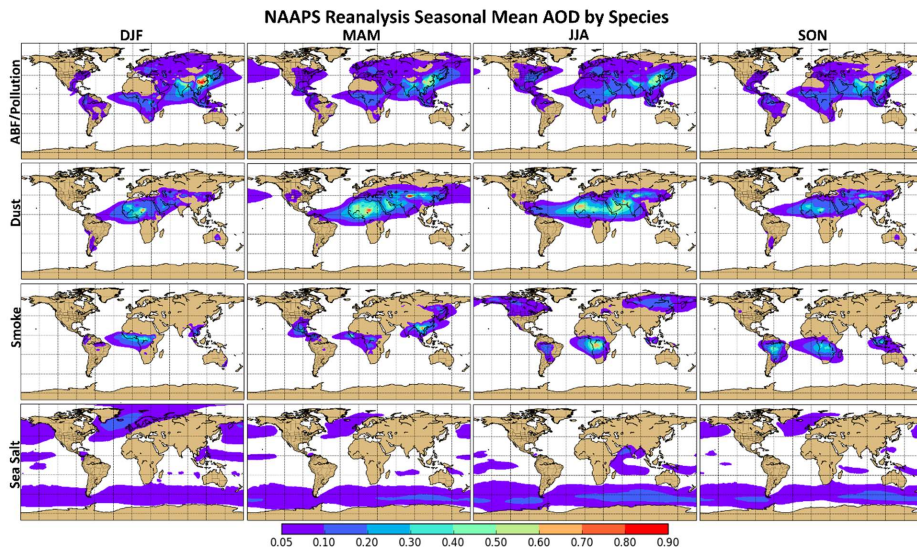 NAAPS Reanalysis Seasonal Mean AOD by Species
DJF MAM JJA SON
ABF/Pollution
Dust
Smoke
Sea Salt
0.05 0.10 0.20 0.30 0.40 0.50 0.60 0.70 0.80 0.90